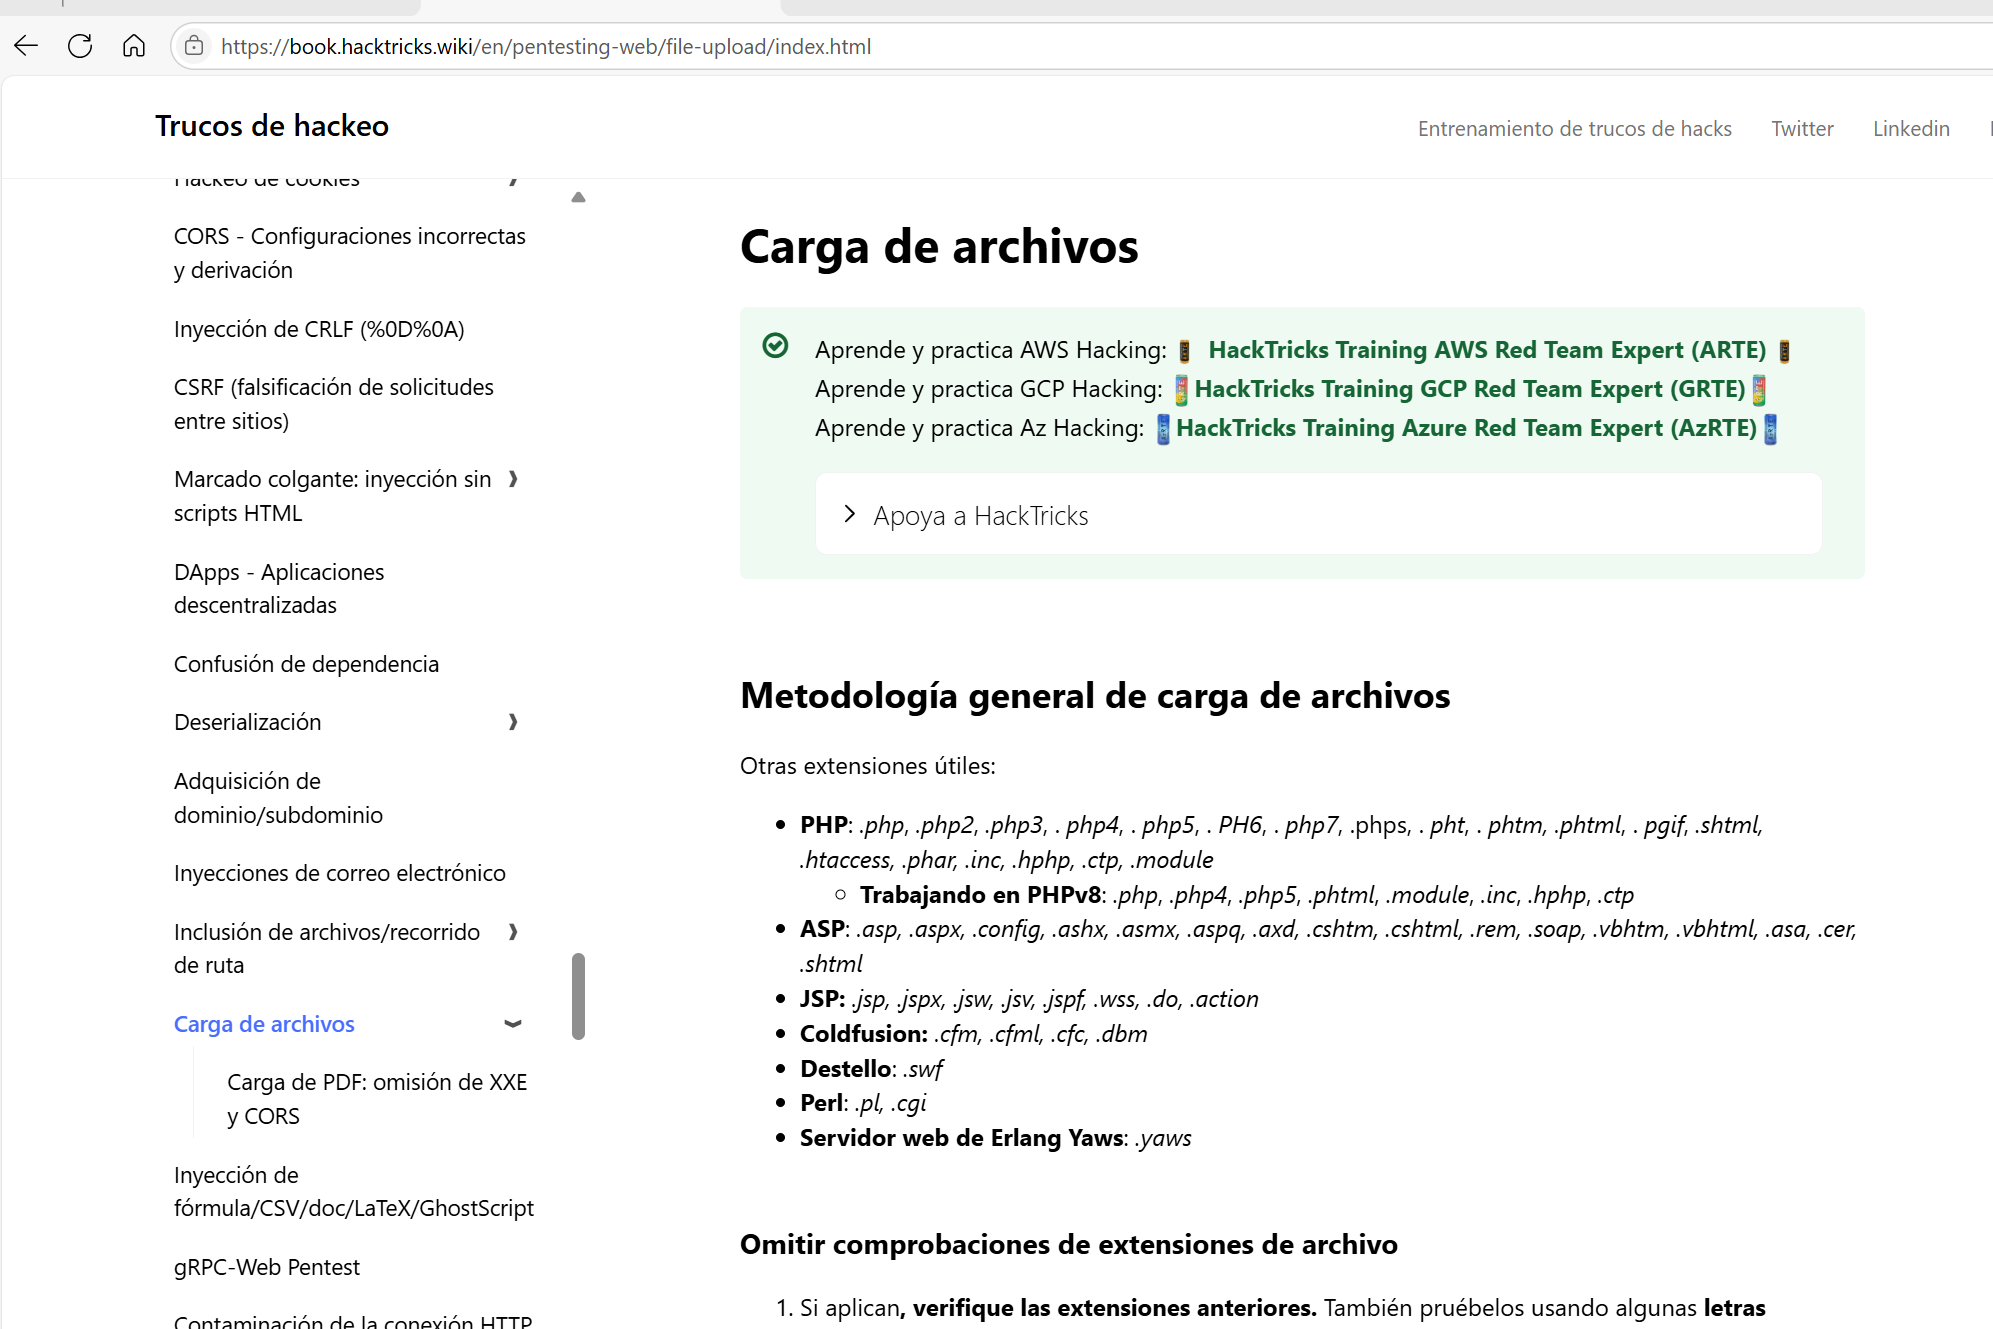 https://book.hacktricks.wiki/en/pentesting-web/file-upload/index.html
Trucos de hackeo
Entrenamiento de trucos de hacks
Twitter
Linkedin
Hackeo de cookies
CORS - Configuraciones incorrectas
y derivación
Inyección de CRLF (%0D%0A)
CSRF (falsificación de solicitudes
entre sitios)
Marcado colgante: inyección sin
scripts HTML
DApps - Aplicaciones
descentralizadas
Confusión de dependencia
Deserialización
Adquisición de
dominio/subdominio
Inyecciones de correo electrónico
Inclusión de archivos/recorrido
de ruta
Carga de archivos
Carga de PDF: omisión de XXE
y CORS
Inyección de
fórmula/CSV/doc/LaTeX/GhostScript
gRPC-Web Pentest
Contaminación de la conexión HTTP
Carga de archivos
Aprende y practica AWS Hacking: HackTricks Training AWS Red Team Expert (ARTE)
Aprende y practica GCP Hacking: HackTricks Training GCP Red Team Expert (GRTE)
Aprende y practica Az Hacking: HackTricks Training Azure Red Team Expert (AzRTE)
Apoya a HackTricks
Metodología general de carga de archivos
Otras extensiones útiles:
• PHP: .php, .php2, .php3, . php4, . php5, . PH6, . php7, .phps, . pht, . phtm, .phtml, . pgif, .shtml,
.htaccess, .phar, .inc, .hphp, .ctp, .module
○ Trabajando en PHPv8: .php, .php4, .php5, .phtml, .module, .inc, .hphp, .ctp
• ASP: .asp, .aspx, .config, .ashx, .asmx, .aspq, .axd, .cshtm, .cshtml, .rem, .soap, .vbhtm, .vbhtml, .asa, .cer,
.shtml
• JSP: .jsp, .jspx, .jsw, .jsv, .jspf, .wss, .do, .action
• Coldfusion: .cfm, .cfml, .cfc, .dbm
• Destello: .swf
• Perl: .pl, .cgi
• Servidor web de Erlang Yaws: .yaws
Omitir comprobaciones de extensiones de archivo
1. Si aplican, verifique las extensiones anteriores. También pruébelos usando algunas letras